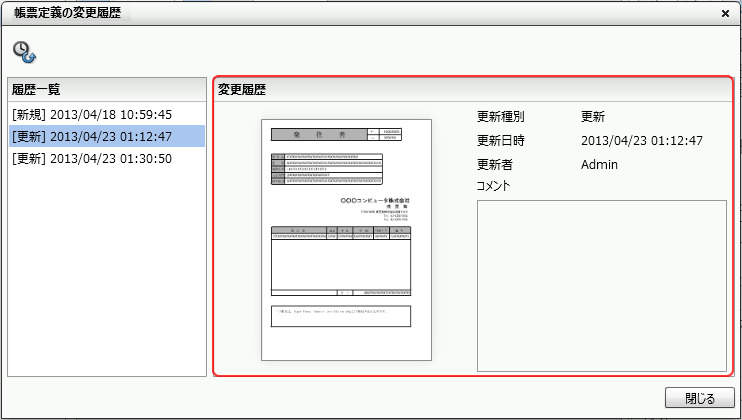 帳票定義の変更履歴
履歴一覧
[新規] 2013/04/18 10:59:45
[更新] 2013/04/23 01:12:47
[更新] 2013/04/23 01:30:50
変更履歴
発 注 書
〇〇〇コンピュータ株式会社
更新種別 更新
更新日時 2013/04/23 01:12:47
更新者 Admin
コメント
閉じる